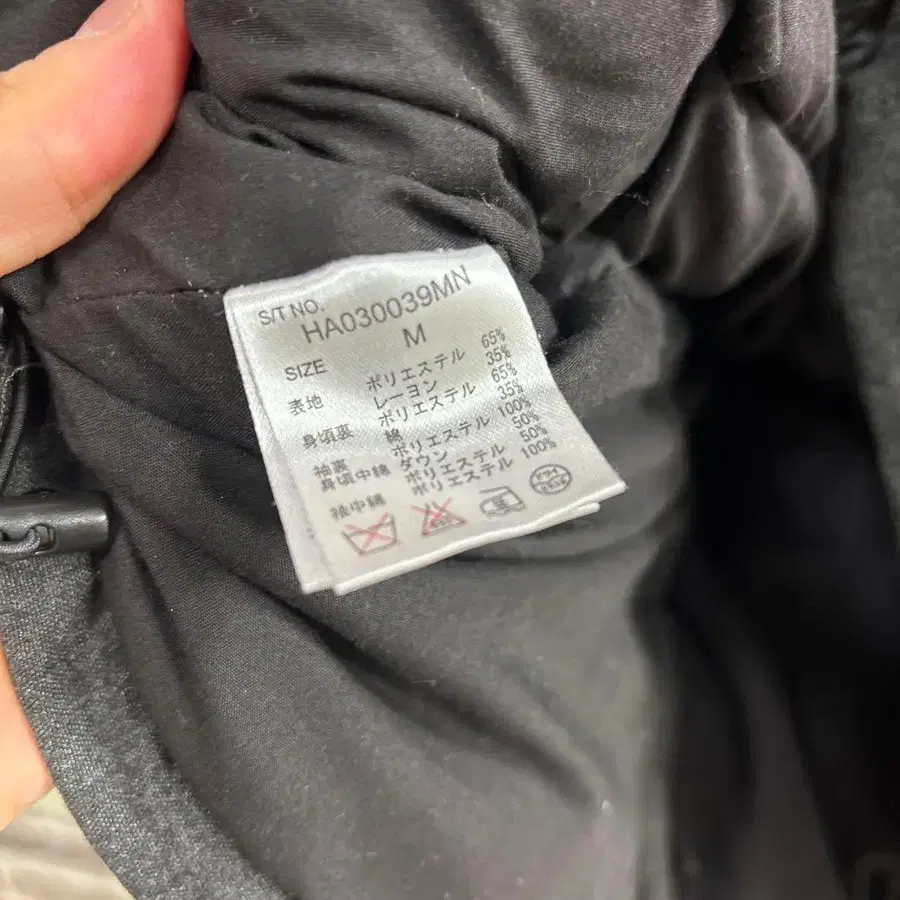 S/T NO.
HA030039MN
SIZE M
表地 ポリエステル 65%
レーヨン 35%
身頃裏 ポリエステル 65%
綿 35%
袖裏 ポリエステル 100%
身頃中綿 ダウン 50%
ポリエステル 50%
袖中綿 ポリエステル 100%